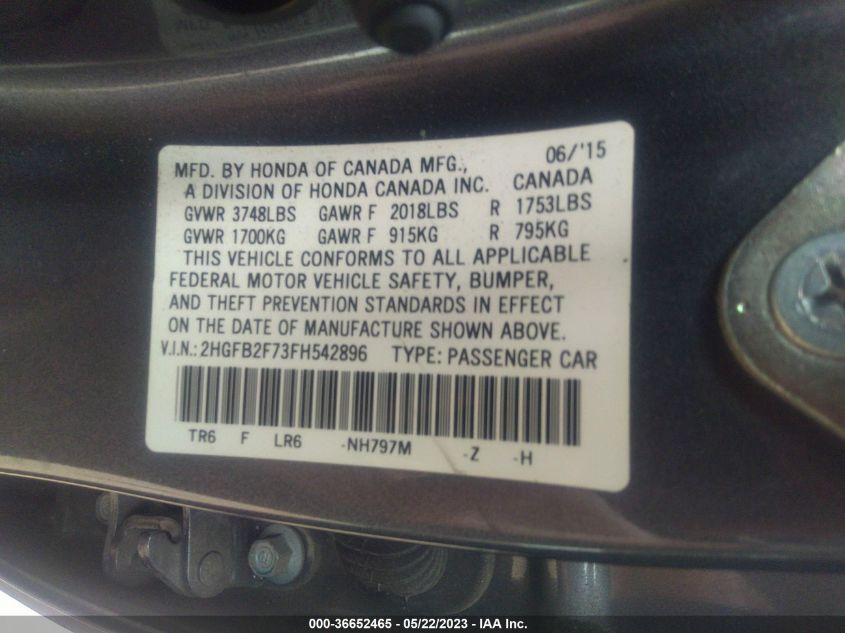 MFD. BY HONDA OF CANADA MFG., 06/'15
A DIVISION OF HONDA CANADA INC. CANADA
GVWR 3748LBS GAWR F 2018LBS R 1753LBS
GVWR 1700KG GAWR F 915KG R 795KG
THIS VEHICLE CONFORMS TO ALL APPLICABLE
FEDERAL MOTOR VEHICLE SAFETY, BUMPER,
AND THEFT PREVENTION STANDARDS IN EFFECT
ON THE DATE OF MANUFACTURE SHOWN ABOVE.
V.I.N.: 2HGFB2F73FH542896 TYPE: PASSENGER CAR
TR6 F LR6 -NH797M -Z -H
000-36652465 - 05/22/2023 - IAA Inc.